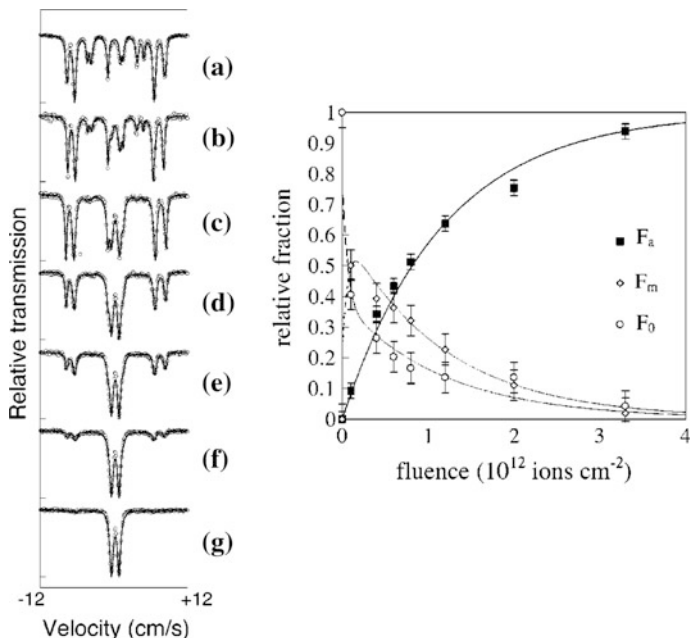 Relative transmission
(a)
(b)
(c)
(d)
(e)
(f)
(g)
-12
+12
Velocity (cm/s)
relative fraction
1
0.9
0.8
0.7
0.6
0.5
0.4
0.3
0.2
0.1
0
0
1
2
3
4
fluence (10¹² ions cm⁻²)
Fₐ
Fₘ
F₀